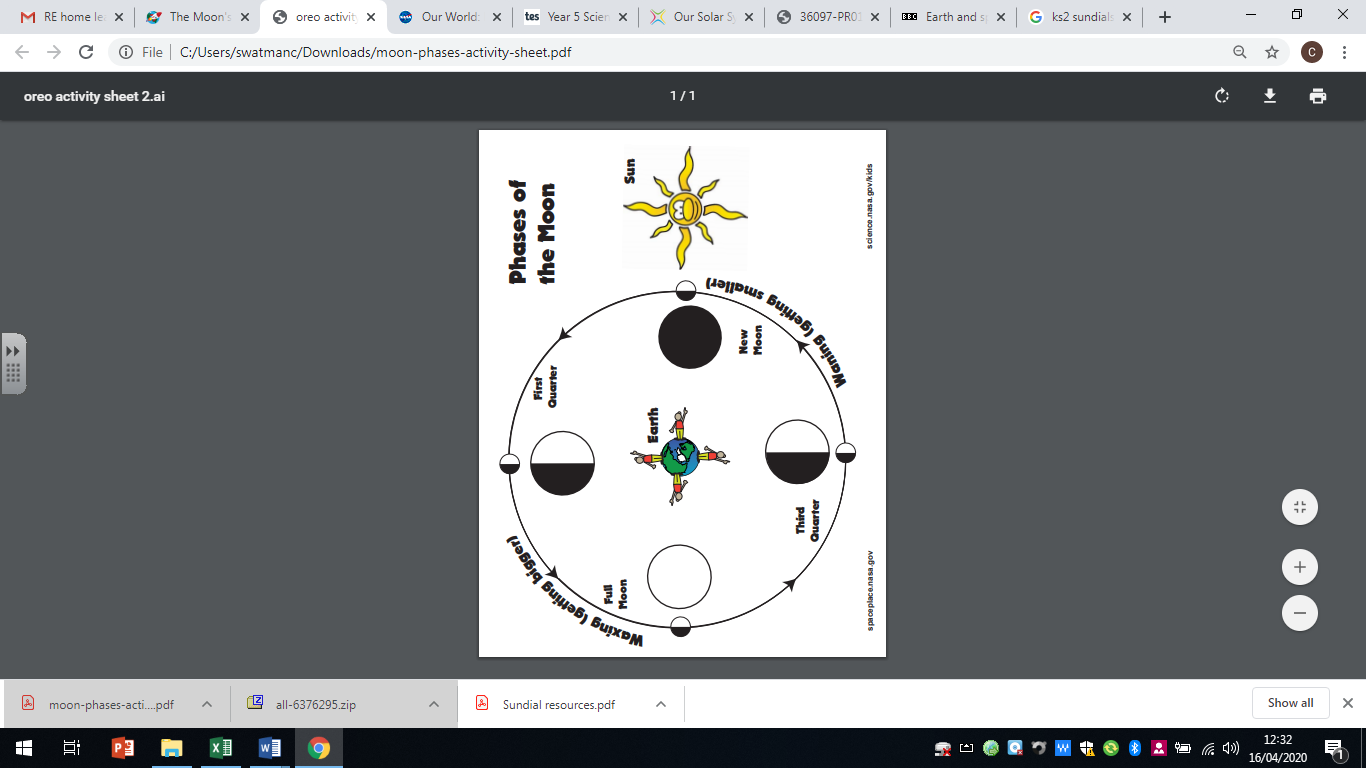 RE home le
The Moon's
oreo activity
Our World:
tes Year 5 Scien
Our Solar Sy
36097-PR01
BBC Earth and s
ks2 sundials
File C:/Users/swatmanc/Downloads/moon-phases-activity-sheet.pdf
C
oreo activity sheet 2.ai
1 / 1
Phases of
the Moon
Sun
science.nasa.gov/kids
Waning (getting smaller)
New
Moon
First
Quarter
Earth
Third
Quarter
Full
Moon
Waxing (getting bigger)
spaceplace.nasa.gov
moon-phases-acti....pdf
all-6376295.zip
Sundial resources.pdf
Show all
12:32
16/04/2020
1